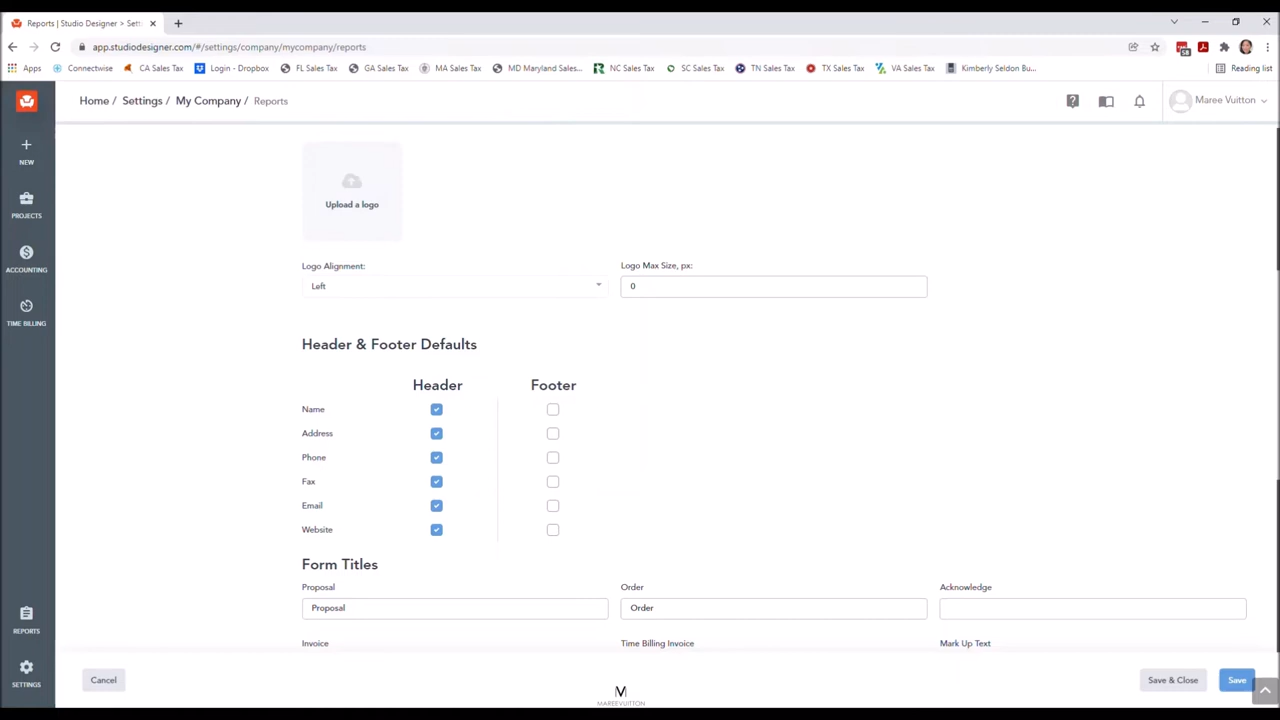 Reports | Studio Designer > Sett
app.studiodesigner.com/#/settings/company/mycompany/reports
58
Apps Connectwise CA Sales Tax Login - Dropbox FL Sales Tax GA Sales Tax MA Sales Tax MD Maryland Sales... NC Sales Tax SC Sales Tax TN Sales Tax TX Sales Tax VA Sales Tax Kimberly Seldon Bu... Reading list
Home / Settings / My Company / Reports
Maree Vuitton
NEW
PROJECTS
ACCOUNTING
TIME BILLING
REPORTS
SETTINGS
Upload a logo
Logo Alignment: Logo Max Size, px:
Left 0
Header & Footer Defaults
Header Footer
Name
Address
Phone
Fax
Email
Website
Form Titles
Proposal Order Acknowledge
Proposal Order
Invoice Time Billing Invoice Mark Up Text
Cancel Save & Close Save
M
MAREEVUITTON